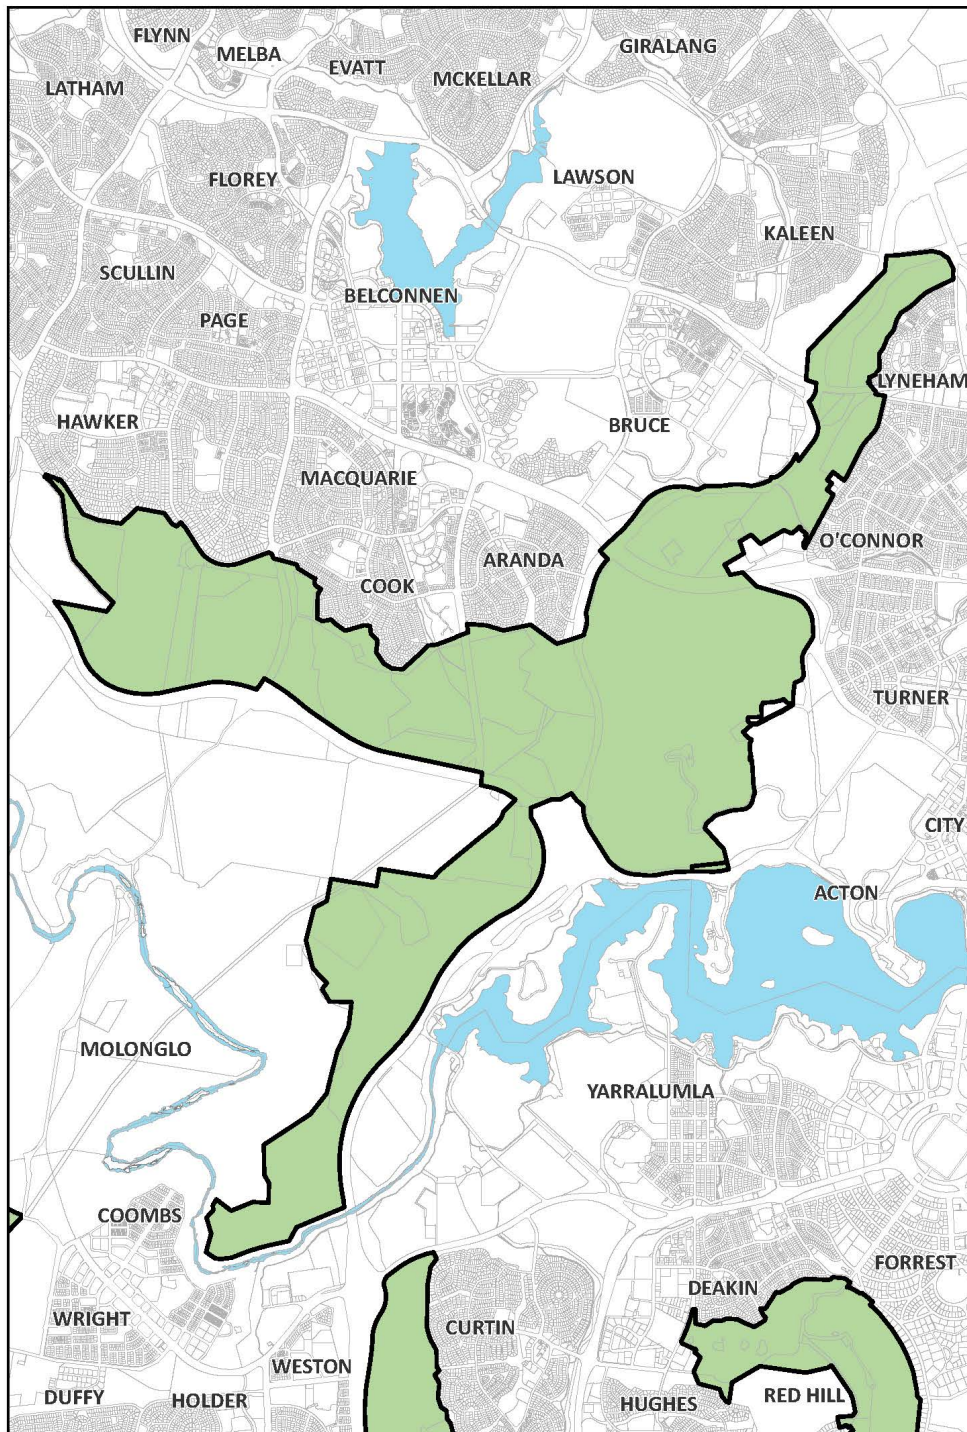 FLYNN
MELBA
EVATT
GIRALANG
MCKELLAR
LATHAM
FLOREY
LAWSON
KALEEN
SCULLIN
BELCONNEN
PAGE
LYNEHAM
HAWKER
BRUCE
MACQUARIE
O'CONNOR
ARANDA
COOK
TURNER
CITY
ACTON
MOLONGLO
YARRALUMLA
COOMBS
FORREST
DEAKIN
WRIGHT
CURTIN
WESTON
DUFFY
HOLDER
HUGHES
RED HILL